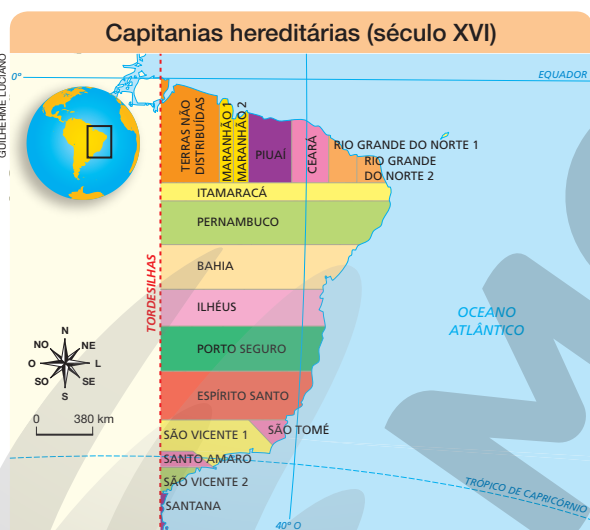 Capitanias hereditárias (século XVI)
GUILHERME LUCIANO
0°
EQUADOR
TERRAS NÃO
DISTRIBUÍDAS
MARANHÃO 1
MARANHÃO 2
PIUAÍ
CEARÁ
RIO GRANDE DO NORTE 1
RIO GRANDE
DO NORTE 2
ITAMARACÁ
PERNAMBUCO
BAHIA
TORDESILHAS
ILHÉUS
OCEANO
ATLÂNTICO
PORTO SEGURO
N
NO
NE
O
L
SO
SE
S
ESPÍRITO SANTO
0 380 km
SÃO TOMÉ
SÃO VICENTE 1
SANTO AMARO
SÃO VICENTE 2
TRÓPICO DE CAPRICÓRNIO
SANTANA
40° O